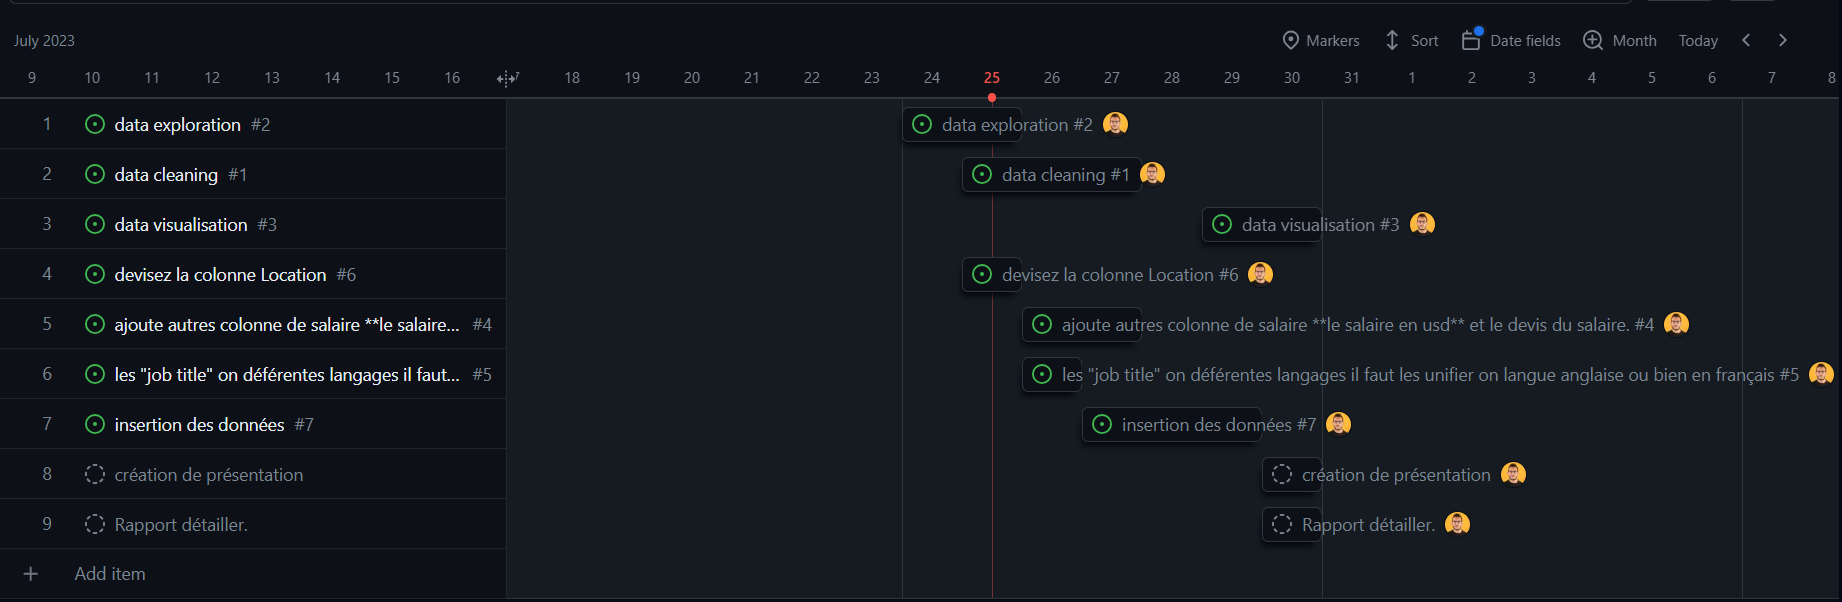 July 2023 Markers Sort Date fields Month Today
9 10 11 12 13 14 15 16 17 18 19 20 21 22 23 24 25 26 27 28 29 30 31 1 2 3 4 5 6 7 8
1 data exploration #2 data exploration #2
2 data cleaning #1 data cleaning #1
3 data visualisation #3 data visualisation #3
4 devisez la colonne Location #6 devisez la colonne Location #6
5 ajoute autres colonne de salaire **le salaire... #4 ajoute autres colonne de salaire **le salaire en usd** et le devis du salaire. #4
6 les "job title" on déférentes langages il faut... #5 les "job title" on déférentes langages il faut les unifier on langue anglaise ou bien en français #5
7 insertion des données #7 insertion des données #7
8 création de présentation création de présentation
9 Rapport détailler. Rapport détailler.
+ Add item